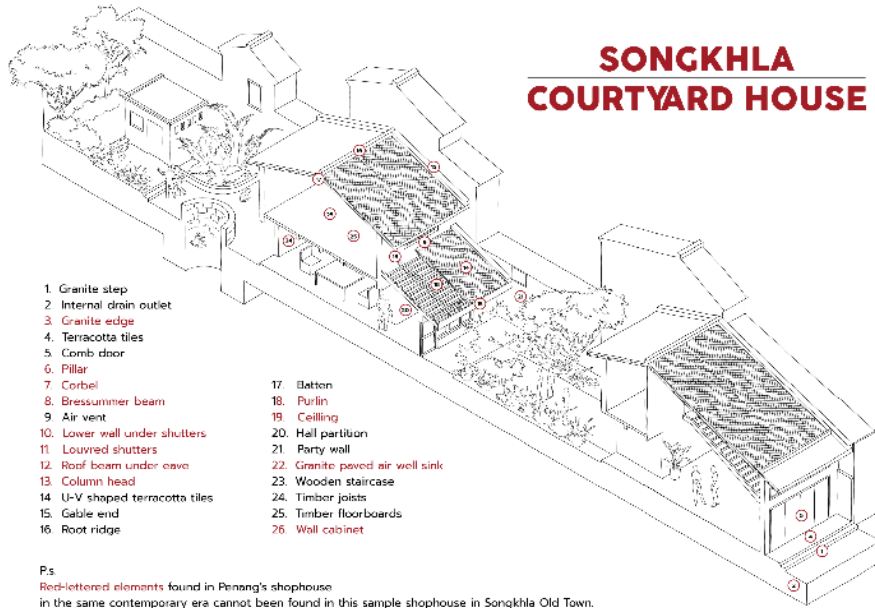 SONGKHLA
COURTYARD HOUSE
1. Granite step
2 Internal drain outlet
3. Granite edge
4. Terracotta tiles
5. Comb door
6. Pillar
7 Corbel
8. Bressummer beam
9 Air vent
10. Lower wall under shutters
11. Louvred shutters
12. Roof beam under eave
13. Column head
14 U-V shaped terracotta tiles
15. Gable end
16. Root ridge
17. Batten
18. Purlin
19. Ceilling
20. Hall partition
21. Party wall
22. Granite paved air well sink
23. Wooden staircase
24. Timber joists
25. Timber floorboards
26. Wall cabinet
P.s.
Red-lettered elements found in Penang's shophouse
in the same contemporary era cannot been found in this sample shophouse in Songkhla Old Town.